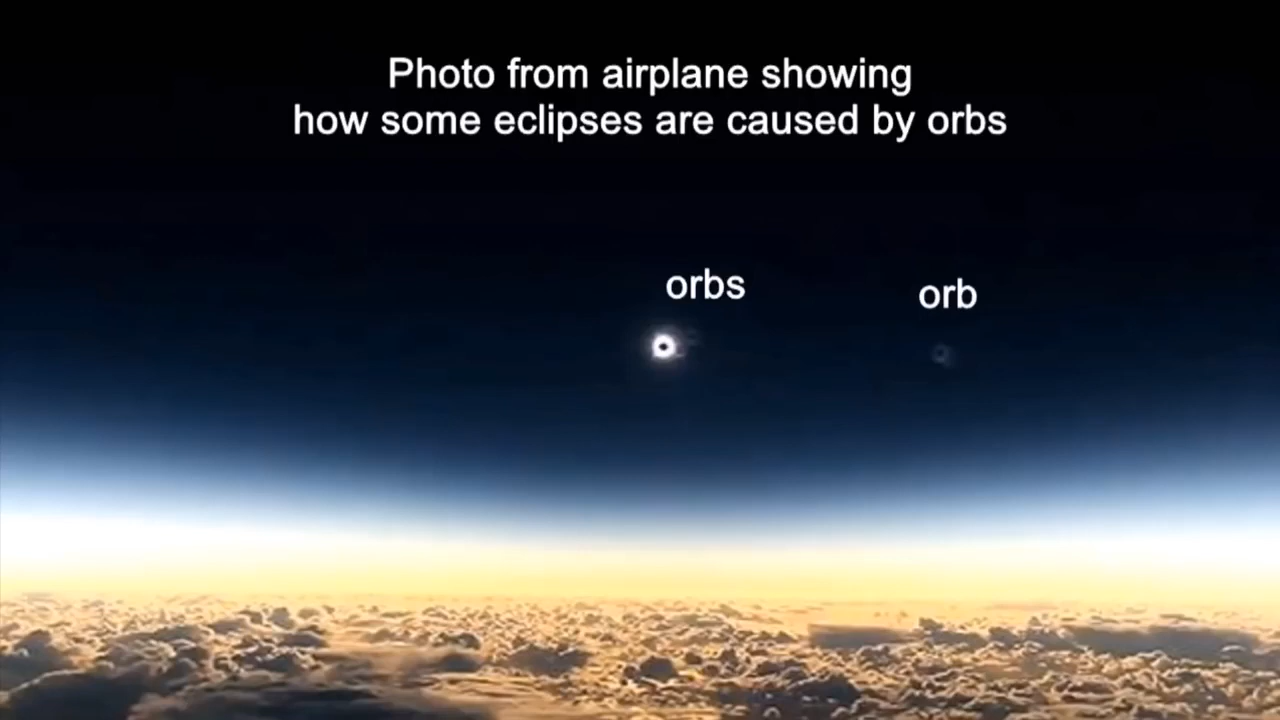 Photo from airplane showing
how some eclipses are caused by orbs
orbs
orb